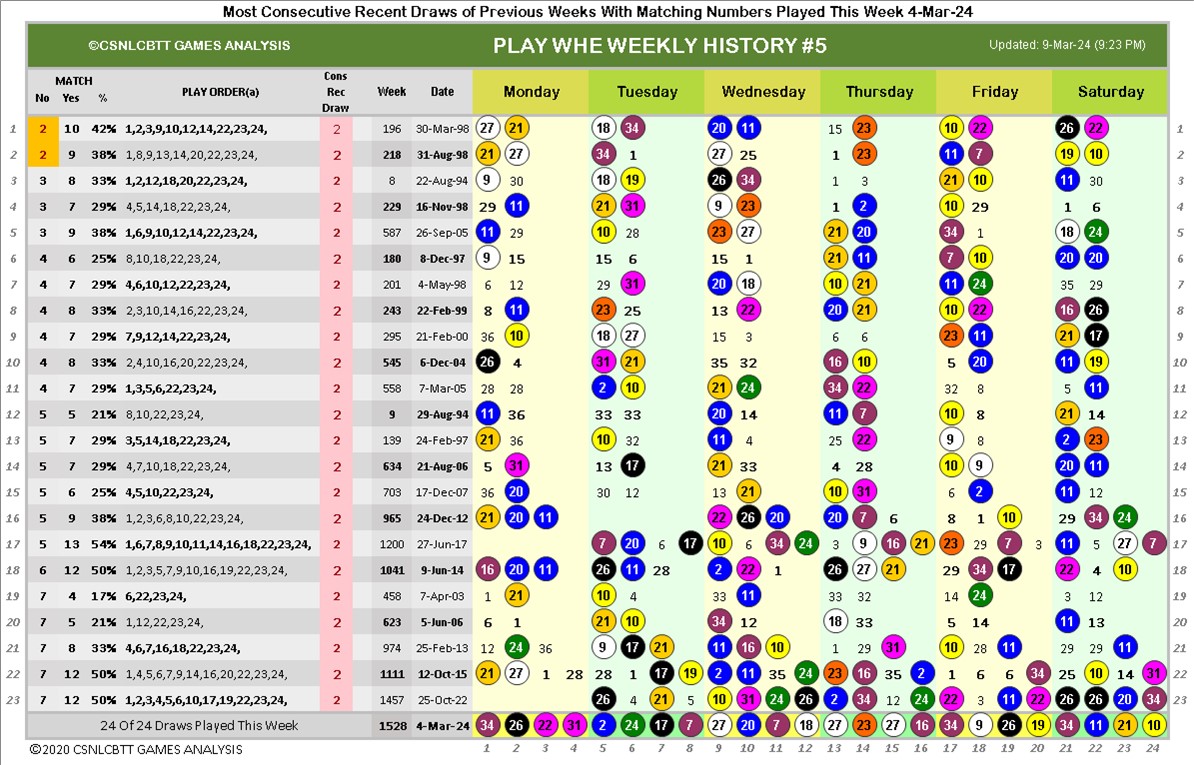 Most Consecutive Recent Draws of Previous Weeks With Matching Numbers Played This Week 4-Mar-24
©CSNLCBTT GAMES ANALYSIS PLAY WHE WEEKLY HISTORY #5 Updated: 9-Mar-24 (9:23 PM)
No MATCH Yes % PLAY ORDER(a) Cons Rec Draw Week Date Monday Tuesday Wednesday Thursday Friday Saturday
1 2 10 42% 1,2,3,9,10,12,14,22,23,24, 2 196 30-Mar-98 27 21 18 34 20 11 15 23 10 22 26 22 1
2 2 9 38% 1,8,9,13,14,20,22,23,24, 2 218 31-Aug-98 21 27 34 1 27 25 1 23 11 7 19 10 2
3 3 8 33% 1,2,12,18,20,22,23,24, 2 8 22-Aug-94 9 30 18 19 26 34 1 3 21 10 11 30 3
4 3 7 29% 4,5,14,18,22,23,24, 2 229 16-Nov-98 29 11 21 31 9 23 1 2 10 29 1 6 4
5 3 9 38% 1,6,9,10,12,14,22,23,24, 2 587 26-Sep-05 11 29 10 28 23 27 21 20 34 1 18 24 5
6 4 6 25% 8,10,16,22,23,24, 2 180 8-Dec-97 9 15 15 6 15 1 21 11 7 10 20 20 6
7 4 7 29% 4,6,10,12,22,23,24, 2 201 4-May-98 6 12 29 31 20 18 10 21 11 24 35 29 7
8 4 8 33% 2,3,10,14,16,22,23,24, 2 243 22-Feb-99 8 11 23 25 13 22 20 21 10 22 16 26 8
9 4 7 29% 7,9,12,14,22,23,24, 2 295 21-Feb-00 36 10 18 27 15 3 6 6 23 11 21 17 9
10 4 8 33% 2,4,10,16,20,22,23,24, 2 545 6-Dec-04 26 4 31 21 35 32 16 10 5 20 11 19 10
11 4 7 29% 1,3,5,6,22,23,24, 2 558 7-Mar-05 28 28 2 10 21 24 34 22 32 8 5 11 11
12 5 5 21% 8,10,22,23,24, 2 9 29-Aug-94 11 36 33 33 20 14 11 7 10 8 21 14 12
13 5 7 29% 3,5,14,18,22,23,24, 2 139 24-Feb-97 21 36 10 32 11 4 25 22 9 8 2 23 13
14 5 7 29% 4,7,10,18,22,23,24, 2 634 21-Aug-06 5 31 13 17 21 33 4 28 10 9 20 11 14
15 5 6 25% 4,5,10,22,23,24, 2 703 17-Dec-07 36 20 30 12 13 21 10 31 6 2 11 12 15
16 5 9 38% 1,2,3,6,8,10,22,23,24, 2 965 24-Dec-12 21 20 11 22 26 20 20 7 6 8 1 10 29 34 24 16
17 5 13 54% 1,6,7,8,9,10,11,14,16,18,22,23,24, 2 1200 2-Jun-17 7 20 6 17 10 6 34 24 3 9 16 21 23 29 7 3 11 5 27 7 17
18 6 12 50% 1,2,3,5,7,9,10,16,19,22,23,24, 2 1041 9-Jun-14 16 20 11 26 11 28 2 22 1 26 27 21 29 34 17 22 4 10 18
19 7 4 17% 6,22,23,24, 2 458 7-Apr-03 1 21 10 4 33 11 33 32 14 24 3 12 19
20 7 5 21% 1,12,22,23,24, 2 623 5-Jun-06 6 1 21 10 34 12 18 33 5 14 11 13 20
21 7 8 33% 4,6,7,16,18,22,23,24, 2 974 25-Feb-13 12 24 36 9 17 21 11 16 10 1 29 31 10 28 11 29 29 11 21
22 12 50% 2 1111 12-Oct-15 21 27 1 28 28 1 17 19 2 11 35 24 23 16 35 2 1 6 6 34 25 10 14 31 22
23 12 50% 2 1457 5-Oct-22 26 4 21 5 10 31 24 26 2 34 12 24 22 3 11 22 26 26 20 34 23
24 Of 24 Draws Played This Week 1528 4-Mar-24 34 26 22 31 2 24 17 7 27 20 7 18 27 23 27 16 34 9 26 19 34 11 21 10
©2020 CSNLCBTT GAMES ANALYSIS 1 2 3 4 5 6 7 8 9 10 11 12 13 14 15 16 17 18 19 20 21 22 23 24